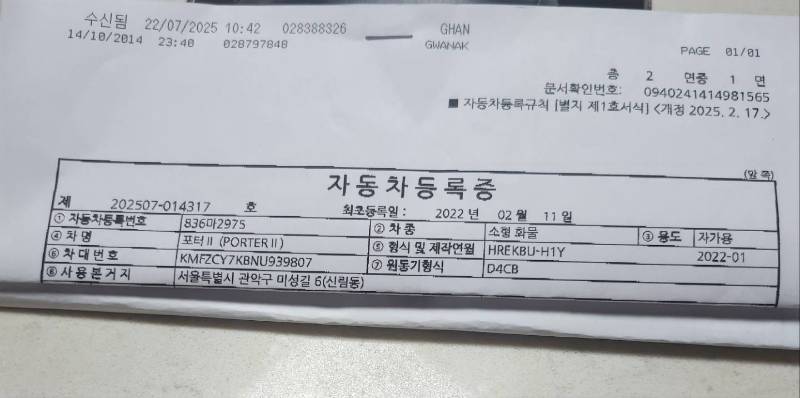 수신됨 22/07/2025 10:42 028388326 GHAN
14/10/2014 23:40 028797848 GWANAK PAGE 01/01
총 2 면중 1 면
문서확인번호: 0940241414981565
■ 자동차등록규칙 [별지 제1호서식] <개정 2025. 2. 17.>
(앞 쪽)
자동차등록증
제 202507-014317 호 최초등록일 : 2022 년 02 월 11 일
① 자동차등록번호 836마2975 ② 차 종 소형 화물 ③ 용도 자가용
④ 차 명 포터Ⅱ (PORTERⅡ) ⑤ 형식 및 제작연월 HREKBU-H1Y 2022-01
⑥ 차 대 번 호 KMFZCY7KBNU939807 ⑦ 원동기형식 D4CB
⑧ 사 용 본 거 지 서울특별시 관악구 미성길 6(신림동)